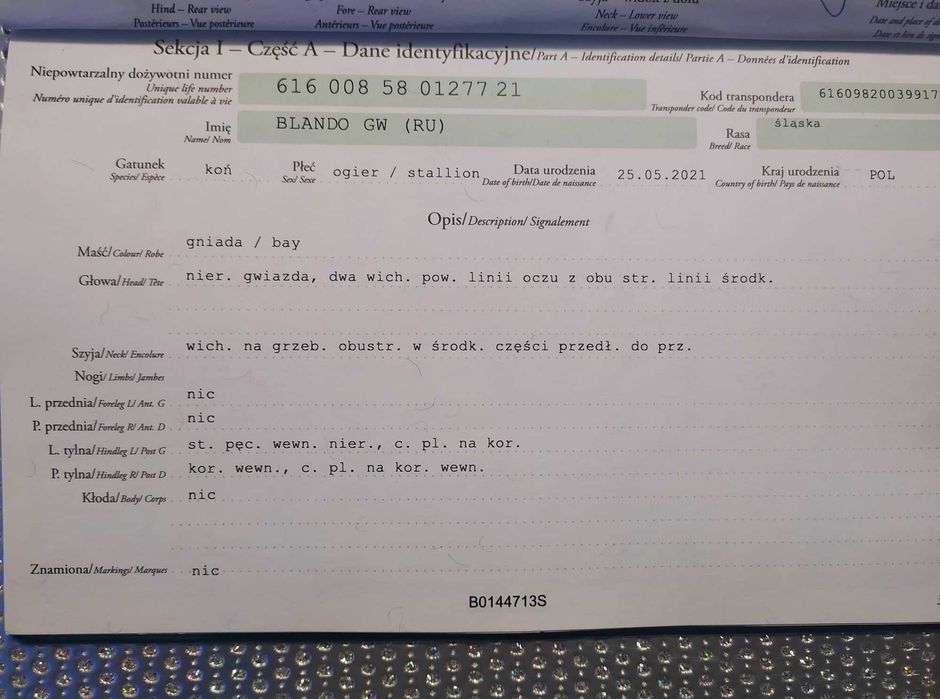 Hind – Rear view
Postérieurs – Vue postérieure
Fore – Rear view
Antérieurs – Vue postérieure
Neck – Lower view
Encolure – Vue inférieure
Miejsce i
Date and place of
Date et lieu de
Sekcja I – Część A – Dane identyfikacyjne/Part A – Identification details/ Partie A – Données d'identification
Niepowtarzalny dożywotni numer
Unique life number
Numéro unique d'identification valable à vie
616 008 58 01277 21
Kod transpondera
Transponder code/ Code du transpondeur
61609820039917
Imię
Name/ Nom
BLANDO GW (RU)
Rasa
Breed/ Race
śląska
Gatunek
Species/ Espèce
koń
Płeć
Sex/ Sexe
ogier / stallion
Data urodzenia
Date of birth/Date de naissance
25.05.2021
Kraj urodzenia
Country of birth/ Pays de naissance
POL
Opis/ Description/ Signalement
Maść/ Colour/ Robe gniada / bay
Głowa/ Head/ Tête nier. gwiazda, dwa wich. pow. linii oczu z obu str. linii środk.
Szyja/ Neck/ Encolure wich. na grzeb. obustr. w środk. części przedł. do prz.
Nogi/ Limbs/ Jambes
L. przednia/ Foreleg L/ Ant. G nic
P. przednia/ Foreleg R/ Ant. D nic
L. tylna/ Hindleg L/ Post G st. pęc. wewn. nier., c. pl. na kor.
P. tylna/ Hindleg R/ Post D kor. wewn., c. pl. na kor. wewn.
Kłoda/ Body/ Corps nic
Znamiona/ Markings/ Marques nic
B0144713S